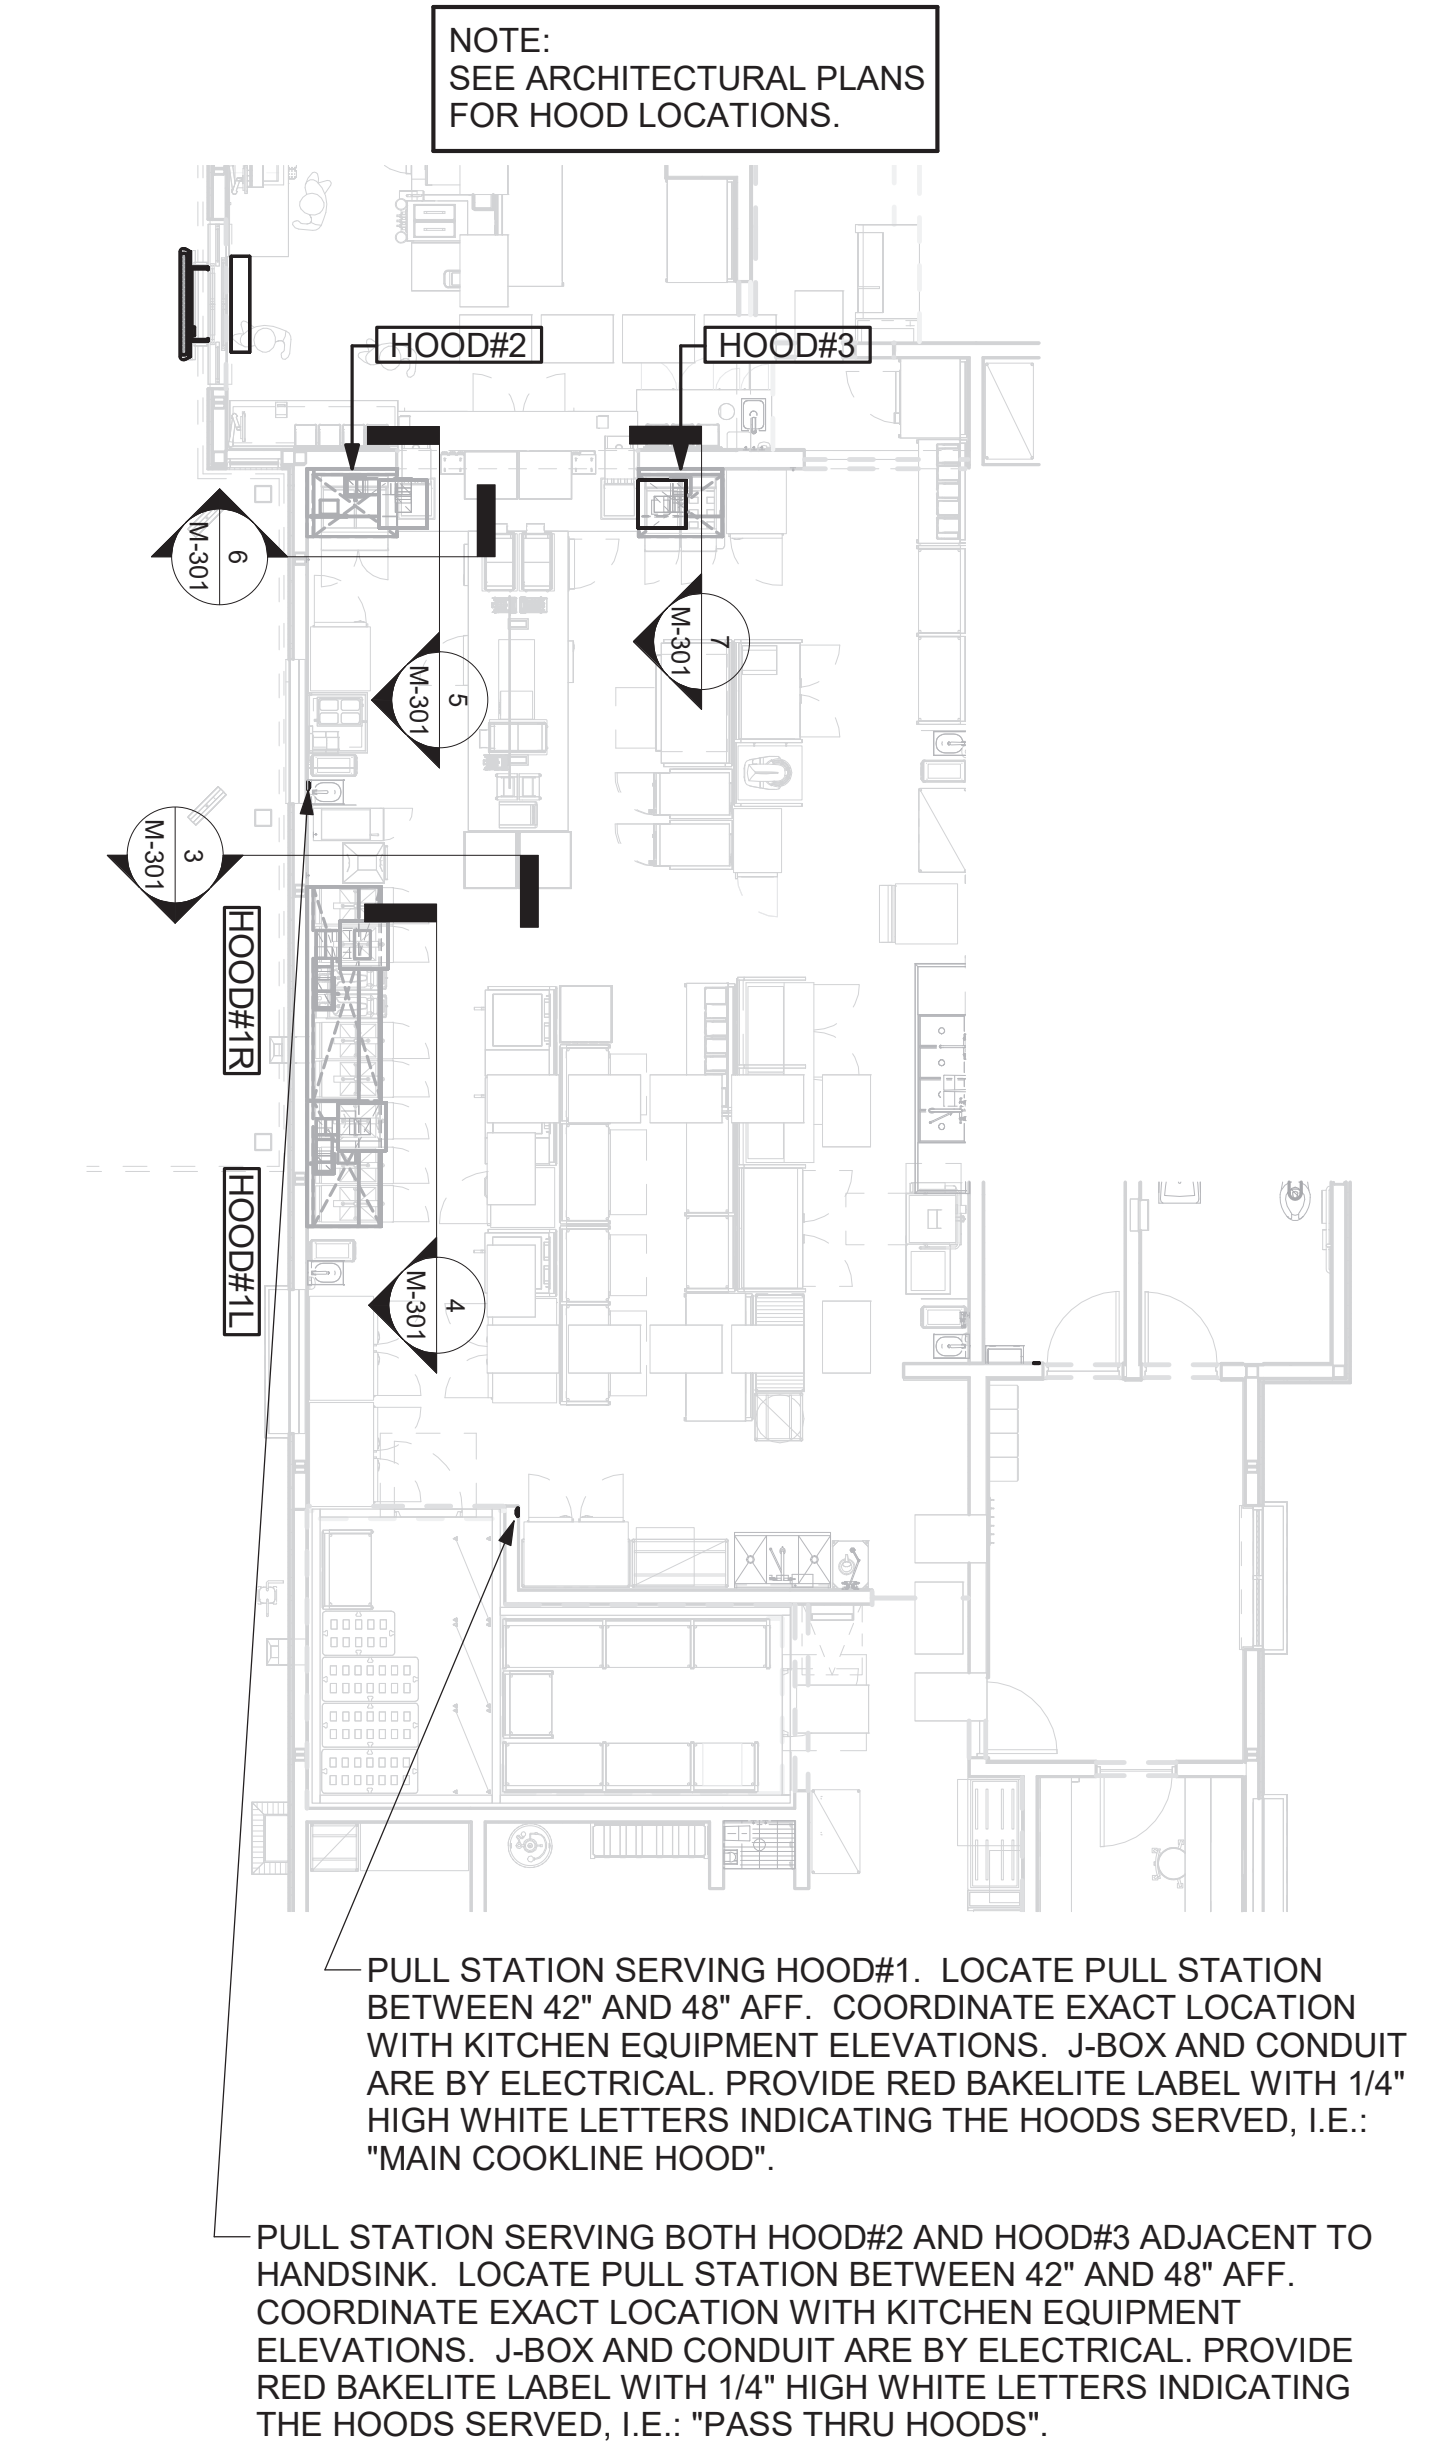 NOTE:
SEE ARCHITECTURAL PLANS
FOR HOOD LOCATIONS.
HOOD#2
HOOD#3
6
M-301
7
M-301
5
M-301
3
M-301
HOOD#1R
HOOD#1L
4
M-301
PULL STATION SERVING HOOD#1.  LOCATE PULL STATION
BETWEEN 42" AND 48" AFF.  COORDINATE EXACT LOCATION
WITH KITCHEN EQUIPMENT ELEVATIONS.  J-BOX AND CONDUIT
ARE BY ELECTRICAL. PROVIDE RED BAKELITE LABEL WITH 1/4"
HIGH WHITE LETTERS INDICATING THE HOODS SERVED, I.E.:
"MAIN COOKLINE HOOD".
PULL STATION SERVING BOTH HOOD#2 AND HOOD#3 ADJACENT TO
HANDSINK.  LOCATE PULL STATION BETWEEN 42" AND 48" AFF.
COORDINATE EXACT LOCATION WITH KITCHEN EQUIPMENT
ELEVATIONS.  J-BOX AND CONDUIT ARE BY ELECTRICAL. PROVIDE
RED BAKELITE LABEL WITH 1/4" HIGH WHITE LETTERS INDICATING
THE HOODS SERVED, I.E.: "PASS THRU HOODS".